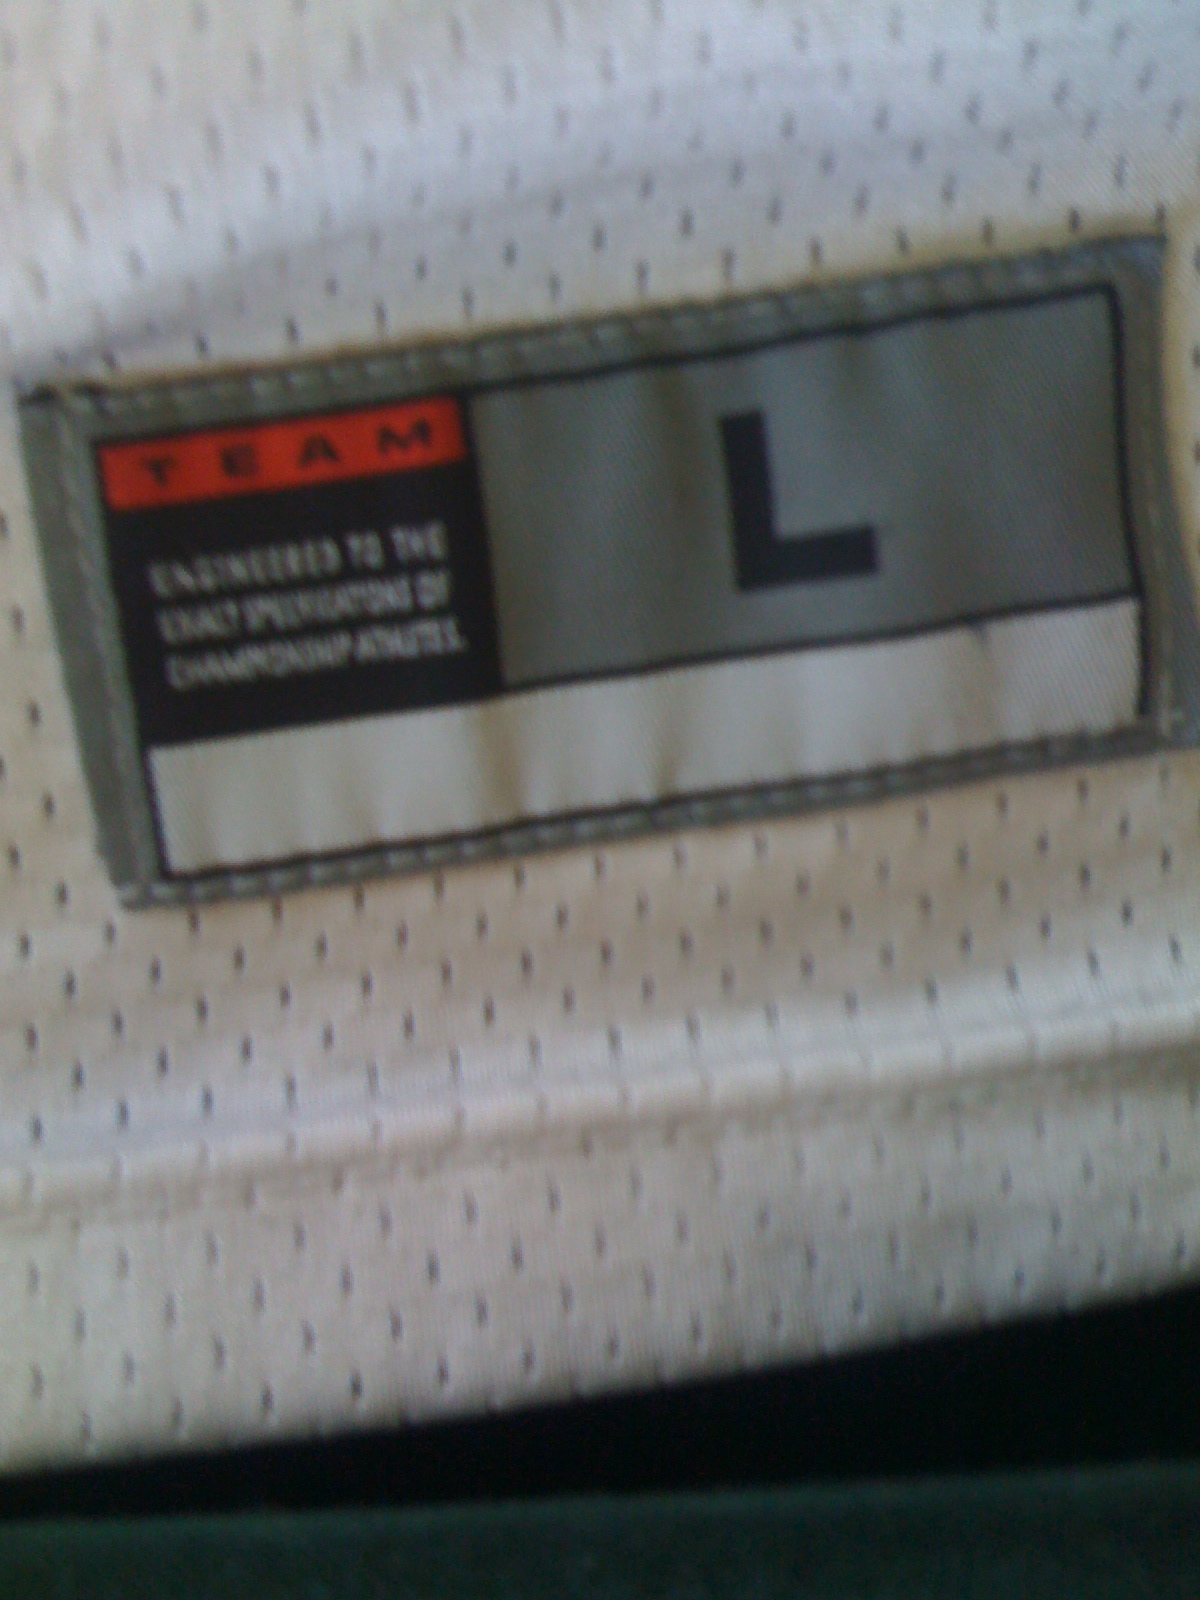 TEAM
ENGINEERED TO THE
EXACT SPECIFICATIONS OF
CHAMPIONSHIP ATHLETES.
L